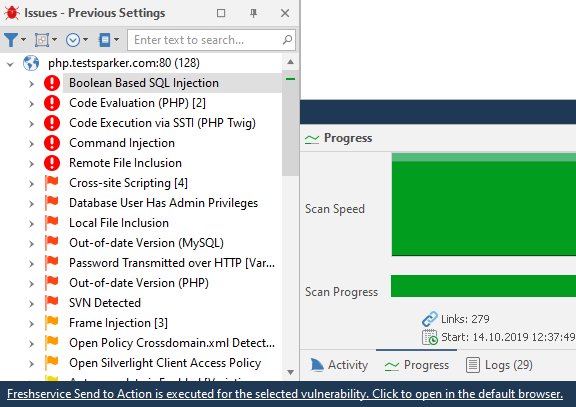 Issues - Previous Settings
Enter text to search...
php.testsparker.com:80 (128)
Boolean Based SQL Injection
Code Evaluation (PHP) [2]
Code Execution via SSTI (PHP Twig)
Command Injection
Remote File Inclusion
Cross-site Scripting [4]
Database User Has Admin Privileges
Local File Inclusion
Out-of-date Version (MySQL)
Password Transmitted over HTTP [Var...
Out-of-date Version (PHP)
SVN Detected
Frame Injection [3]
Open Policy Crossdomain.xml Detect...
Open Silverlight Client Access Policy
Progress
Scan Speed
Scan Progress
Links: 279
Start: 14.10.2019 12:37:49
Activity
Progress
Logs (29)
Freshservice Send to Action is executed for the selected vulnerability. Click to open in the default browser.